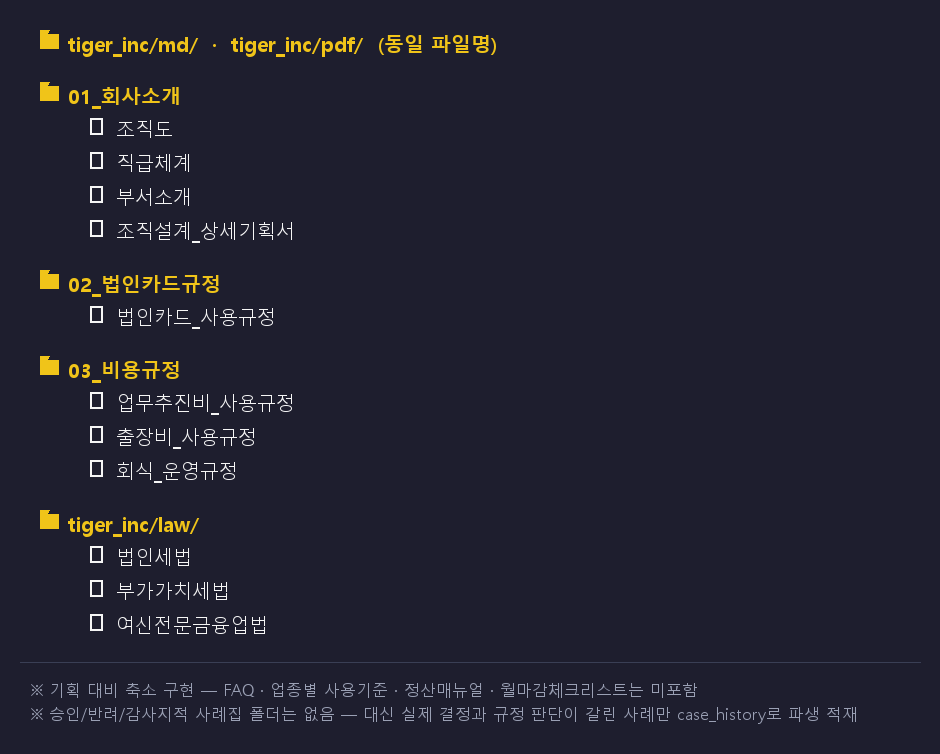 tiger_inc/md/ · tiger_inc/pdf/ (동일 파일명)
01_회사소개
조직도
직급체계
부서소개
조직설계_상세기획서
02_법인카드규정
법인카드_사용규정
03_비용규정
업무추진비_사용규정
출장비_사용규정
회식_운영규정
tiger_inc/law/
법인세법
부가가치세법
여신전문금융업법
※ 기획 대비 축소 구현 — FAQ · 업종별 사용기준 · 정산매뉴얼 · 월마감체크리스트는 미포함
※ 승인/반려/감사지적 사례집 폴더는 없음 — 대신 실제 결정과 규정 판단이 갈린 사례만 case_history로 파생 적재